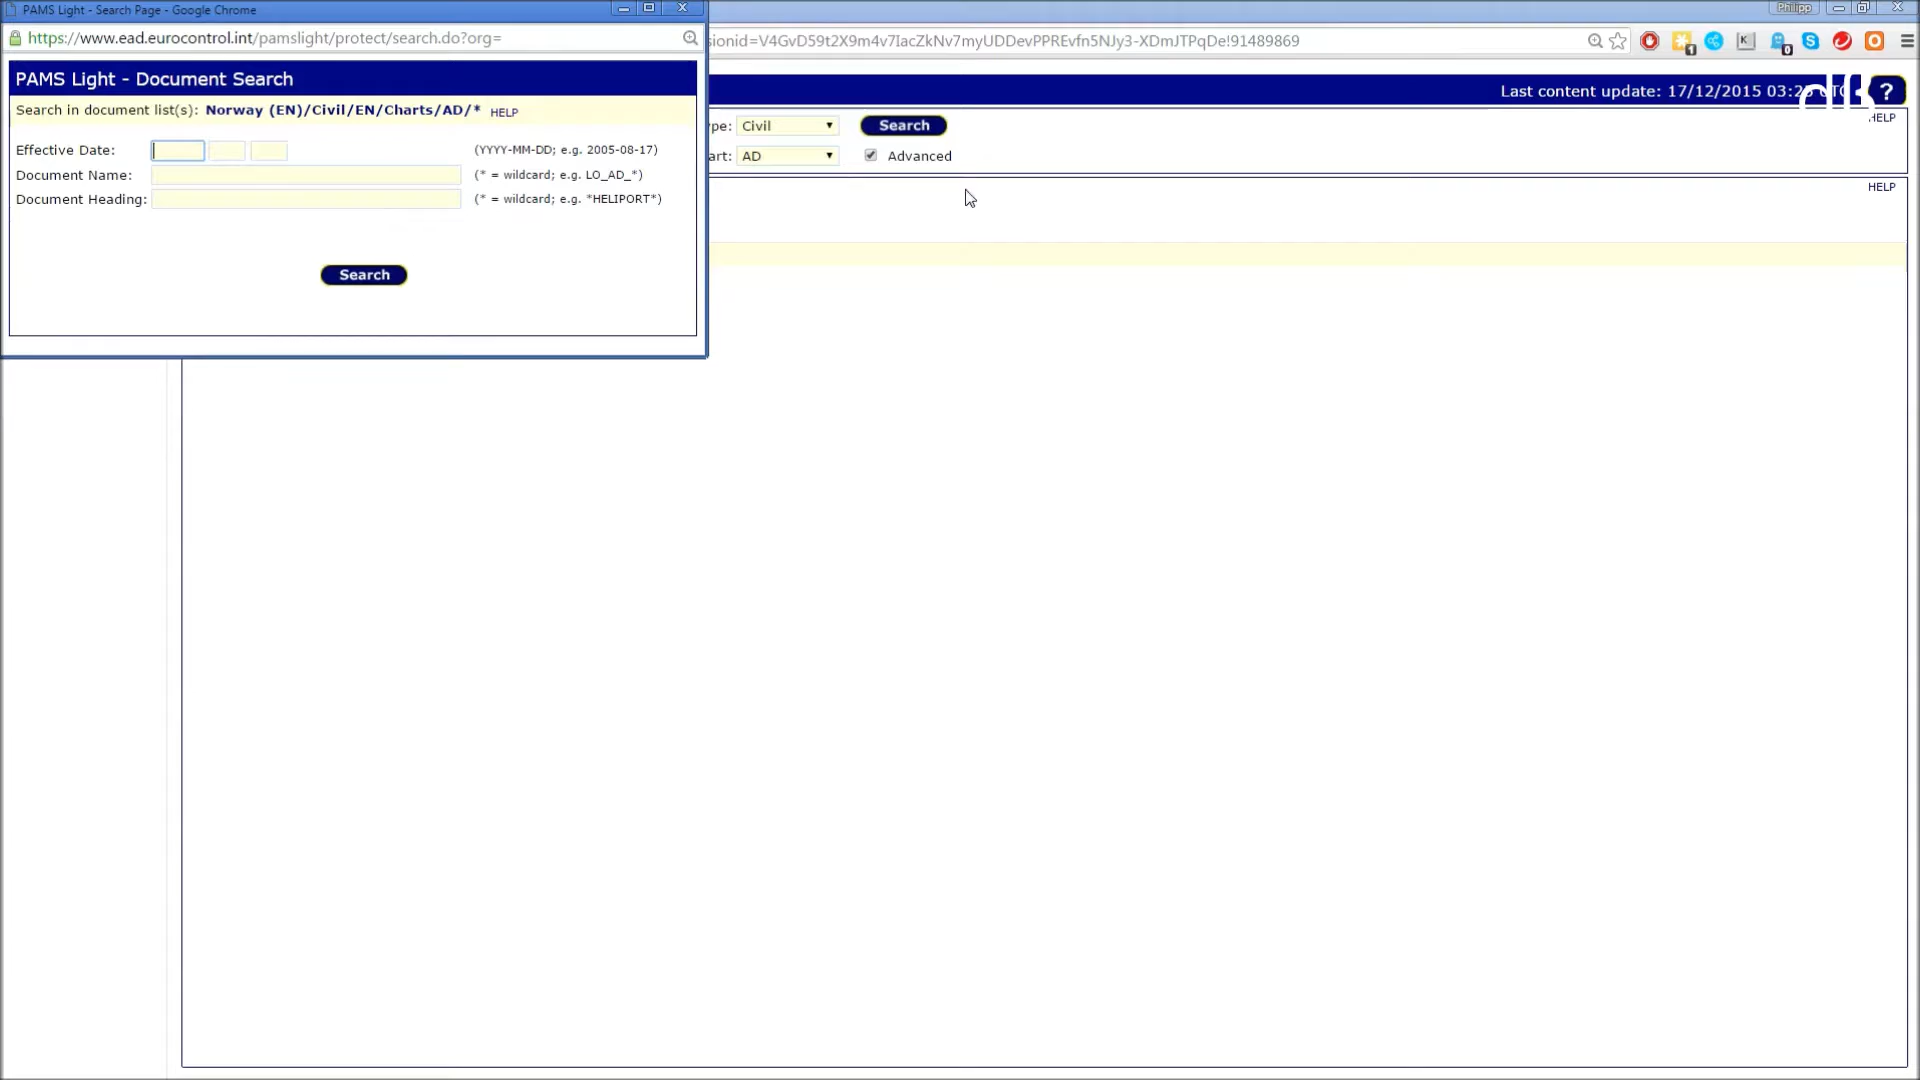 PAMS Light - Search Page - Google Chrome
Philipp
https://www.ead.eurocontrol.int/pamslight/protect/search.do?org=
sionid=V4GvD59t2X9m4v7IacZkNv7myUDDevPPREvfn5NJy3-XDmJTPqDe!91489869
PAMS Light - Document Search
Last content update: 17/12/2015 03:2
?
Search in document list(s): Norway (EN)/Civil/EN/Charts/AD/* HELP
pe: Civil
Search
HELP
Effective Date:
(YYYY-MM-DD; e.g. 2005-08-17)
art: AD
Advanced
Document Name:
(* = wildcard; e.g. LO_AD_*)
HELP
Document Heading:
(* = wildcard; e.g. *HELIPORT*)
Search